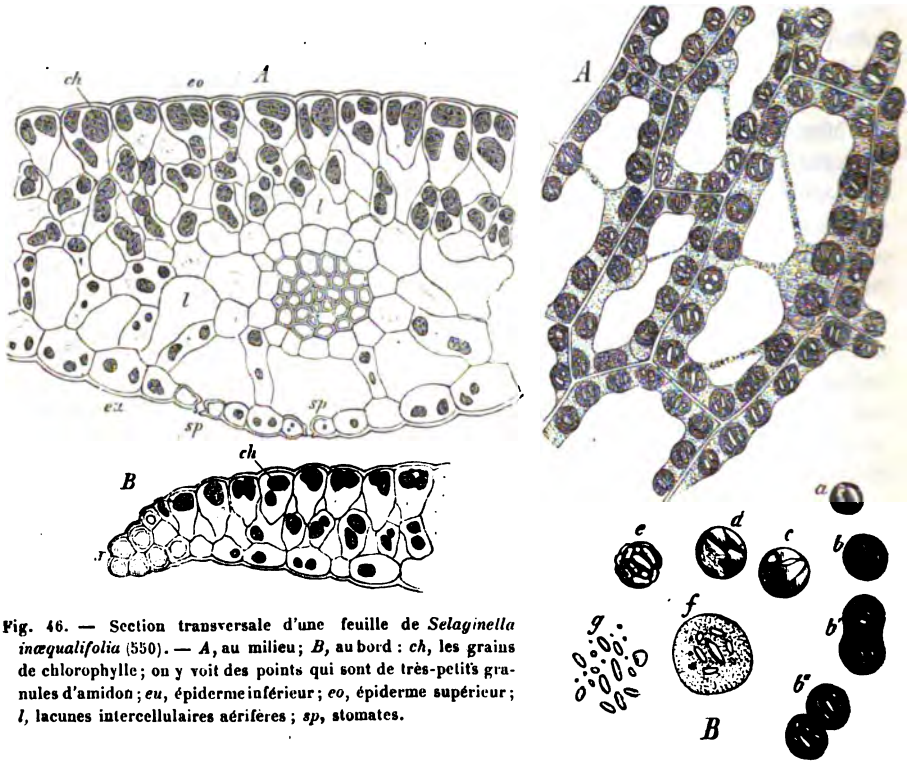 eo A
ch
l
l
eu
sp
sp
ch
B
A
a
e
d
c
b
g
f
b'
b''
B
Fig. 46. — Section transversale d'une feuille de Selaginella
inæqualifolia (550). — A, au milieu; B, au bord : ch, les grains
de chlorophylle; on y voit des points qui sont de très-petits gra-
nules d'amidon; eu, épiderme inférieur; eo, épiderme supérieur;
l, lacunes intercellulaires aérifères; sp, stomates.